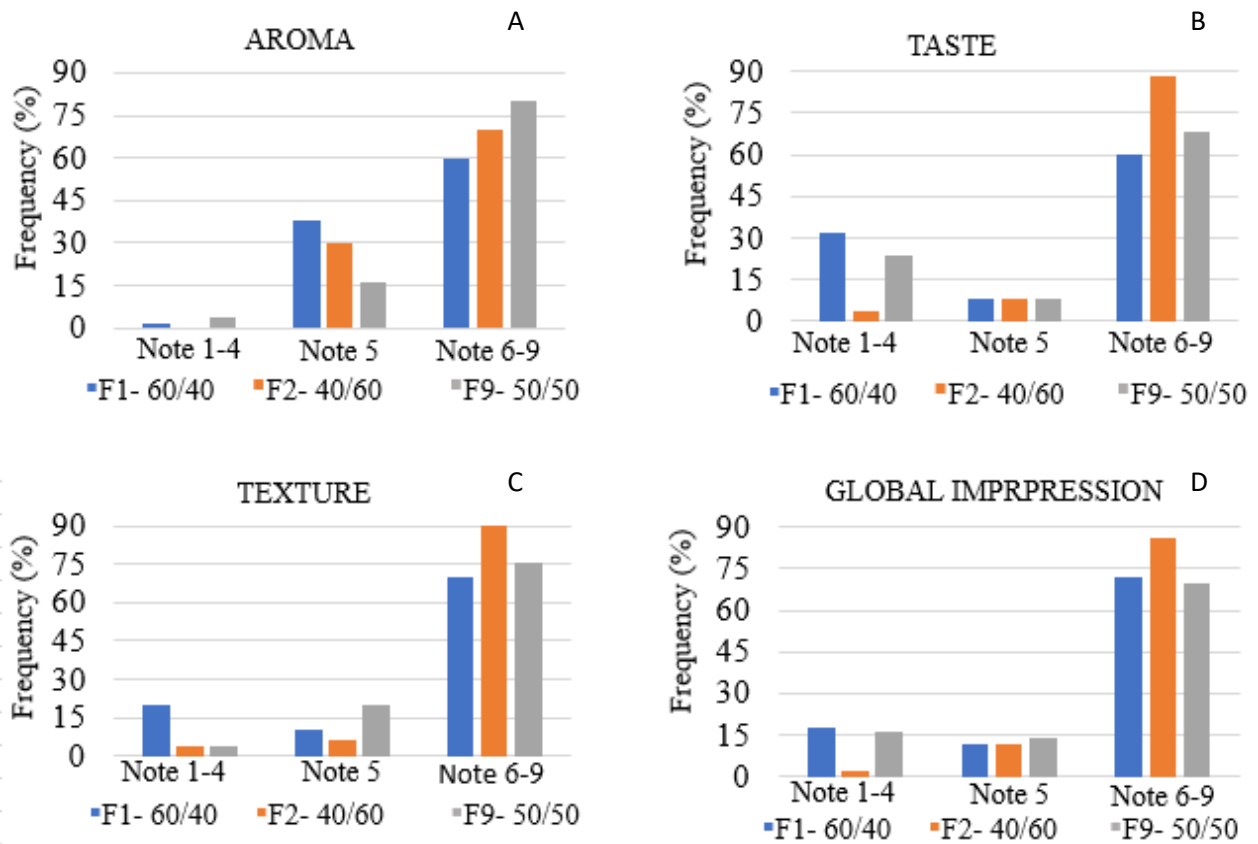 AROMA A
Frequency (%)
90
75
60
45
30
15
0
Note 1-4 Note 5 Note 6-9
F1- 60/40 F2- 40/60 F9- 50/50
TASTE B
Frequency (%)
90
75
60
45
30
15
0
Note 1-4 Note 5 Note 6-9
F1- 60/40 F2- 40/60 F9- 50/50
TEXTURE C
Frequency (%)
90
75
60
45
30
15
0
Note 1-4 Note 5 Note 6-9
F1- 60/40 F2- 40/60 F9- 50/50
GLOBAL IMPRPRESSION D
Frequency (%)
90
75
60
45
30
15
0
Note 1-4 Note 5 Note 6-9
F1- 60/40 F2- 40/60 F9- 50/50